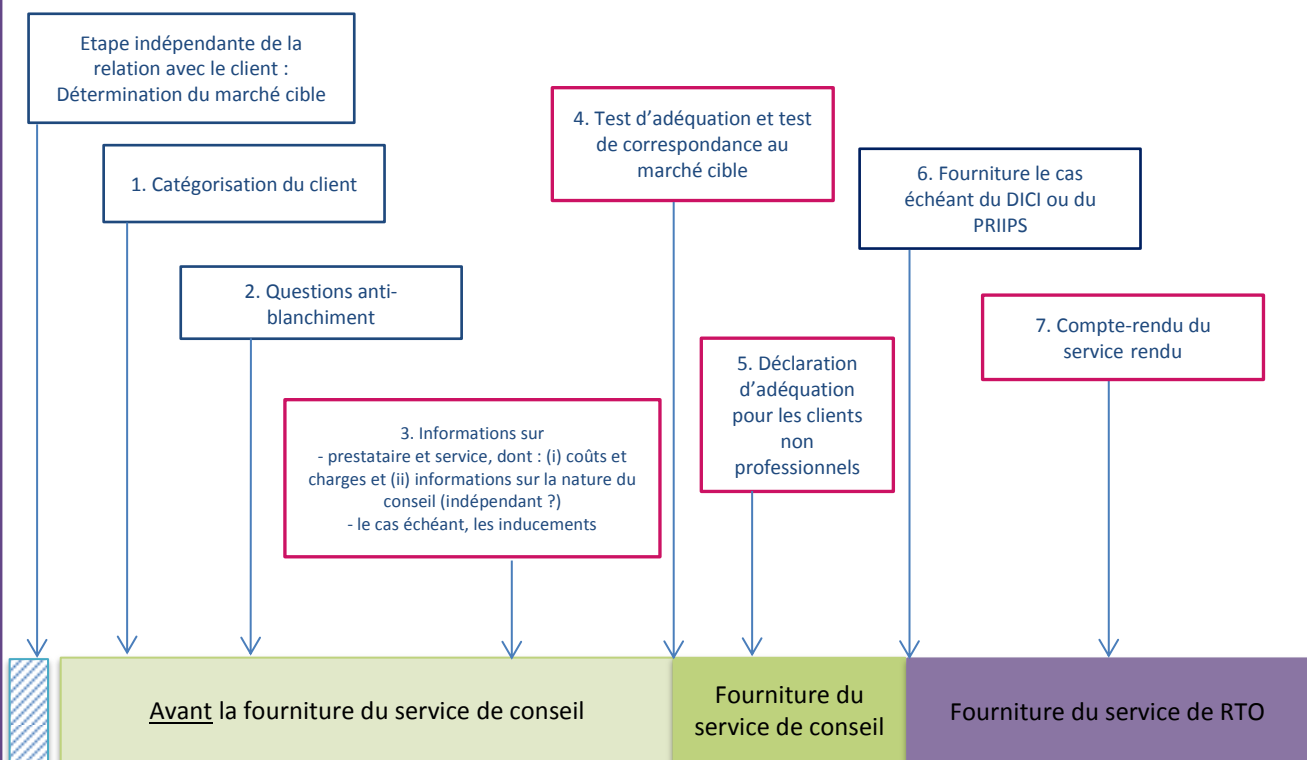 Etape indépendante de la
relation avec le client :
Détermination du marché cible
1. Catégorisation du client
2. Questions anti-
blanchiment
3. Informations sur
- prestataire et service, dont : (i) coûts et
charges et (ii) informations sur la nature du
conseil (indépendant ?)
- le cas échéant, les inducements
4. Test d’adéquation et test
de correspondance au
marché cible
5. Déclaration
d’adéquation
pour les clients
non
professionnels
6. Fourniture le cas
échéant du DICI ou du
PRIIPS
7. Compte-rendu du
service rendu
Avant la fourniture du service de conseil
Fourniture du
service de conseil
Fourniture du service de RTO